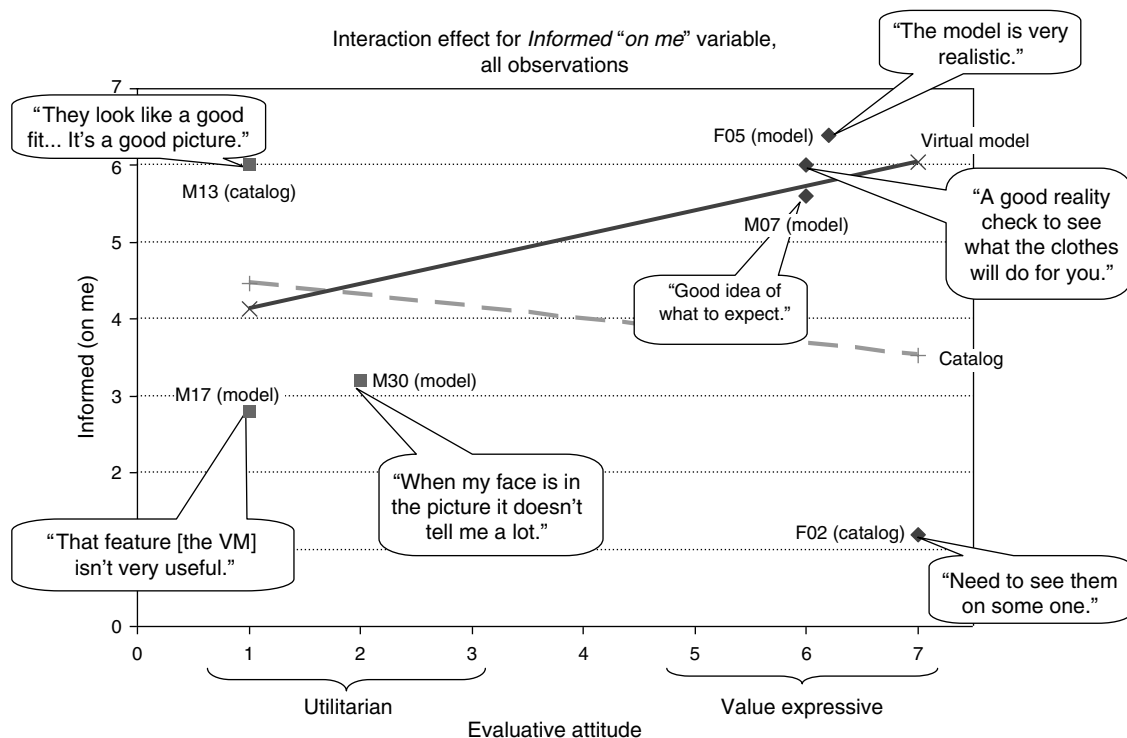 Interaction effect for Informed “on me” variable,
all observations
“The model is very
realistic.”
7
“They look like a good
fit... It’s a good picture.”
F05 (model)
Virtual model
6
M13 (catalog)
“A good reality
check to see
what the clothes
will do for you.”
M07 (model)
5
“Good idea of
what to expect.”
4
Catalog
Informed (on me)
M17 (model)
M30 (model)
3
“When my face is in
the picture it doesn’t
tell me a lot.”
2
“That feature [the VM]
isn’t very useful.”
F02 (catalog)
“Need to see them
on some one.”
0
0 1 2 3 4 5 6 7
Utilitarian
Value expressive
Evaluative attitude